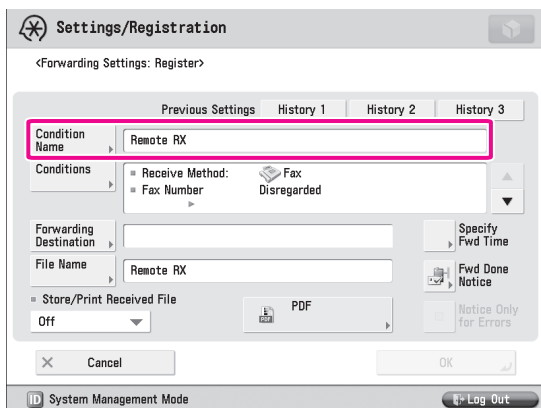 Settings/Registration
<Forwarding Settings: Register>
Previous Settings History 1 History 2 History 3
Condition Name Remote RX
Conditions
Receive Method: Fax
Fax Number Disregarded
Forwarding Destination
Specify Fwd Time
File Name Remote RX
Fwd Done Notice
Store/Print Received File
Off
PDF
Notice Only for Errors
Cancel
OK
ID System Management Mode
Log Out